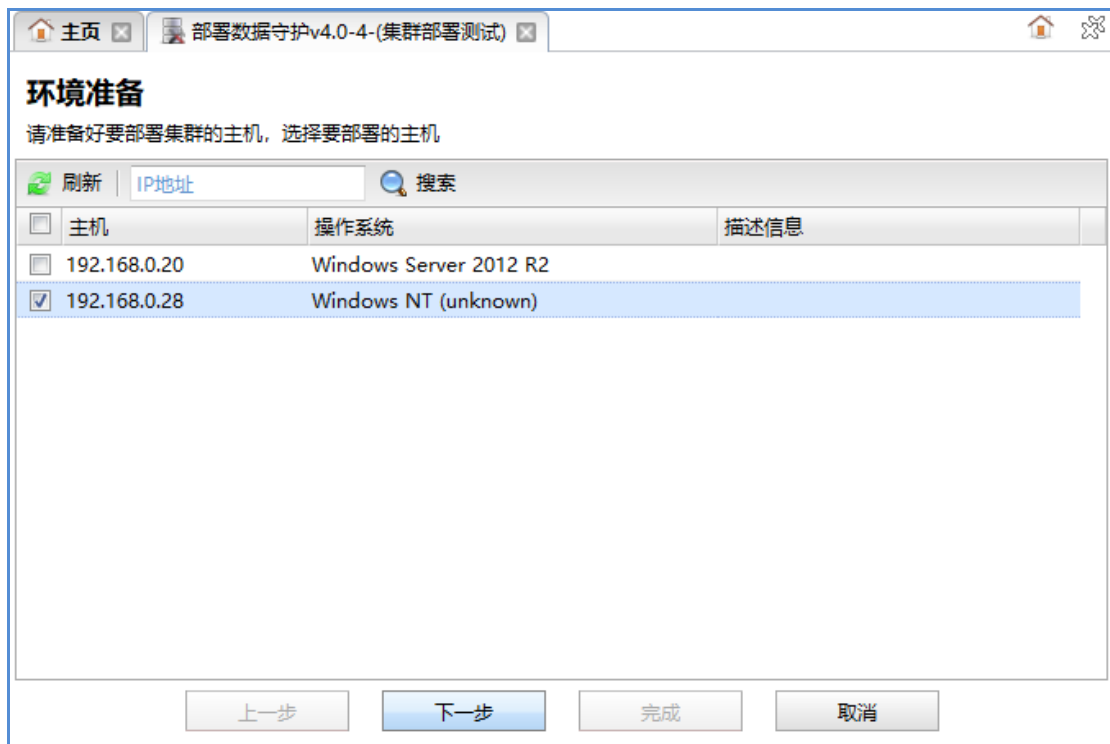 主页 部署数据守护v4.0-4-(集群部署测试)
环境准备
请准备好要部署集群的主机，选择要部署的主机
刷新 IP地址 搜索
主机 操作系统 描述信息
192.168.0.20 Windows Server 2012 R2
192.168.0.28 Windows NT (unknown)
上一步 下一步 完成 取消